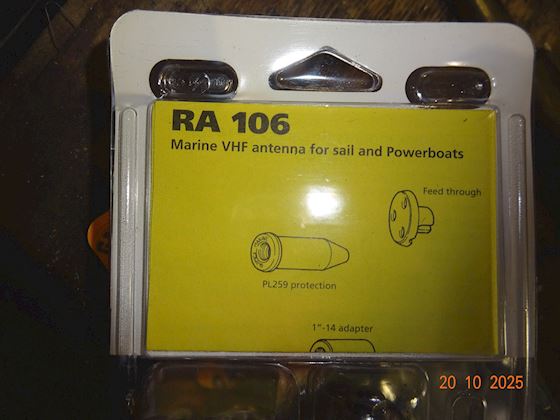 RA 106
Marine VHF antenna for sail and Powerboats
Feed through
PL259 protection
1"-14 adapter
20 10 2025